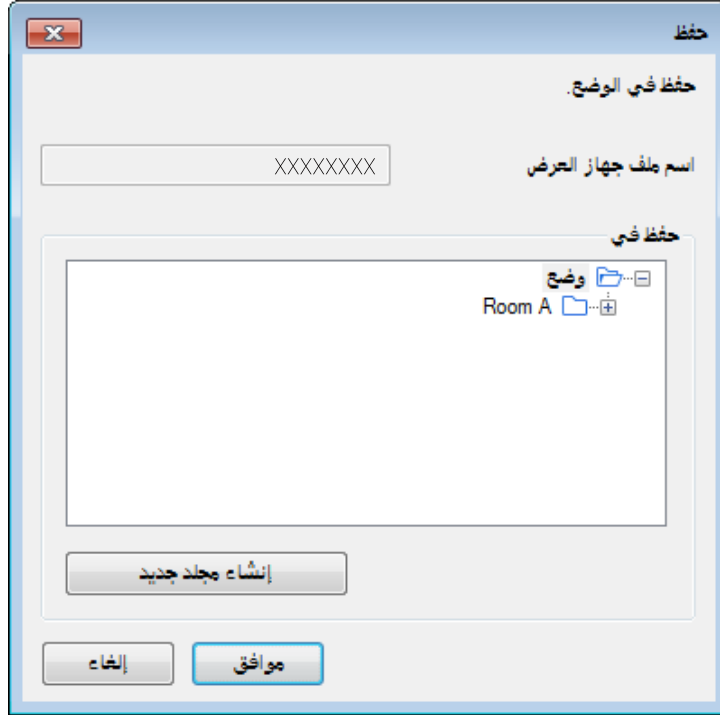 حفظ
حفظ في الوضع.
اسم ملف جهاز العرض XXXXXXXX
حفظ في
وضع
Room A
إنشاء مجلد جديد
موافق إلغاء